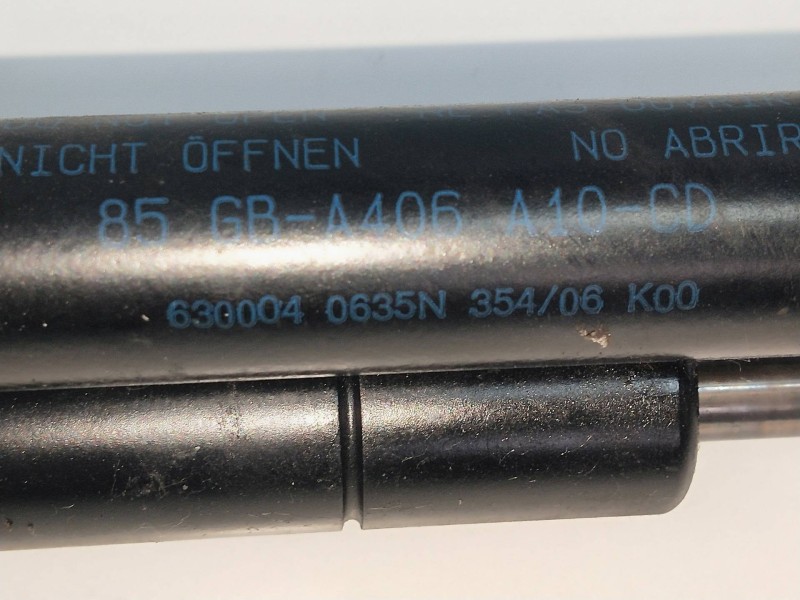 NICHT ÖFFNEN NO ABRIR
85 GB-A406 A10-CD
630004 0635N 354/06 K00